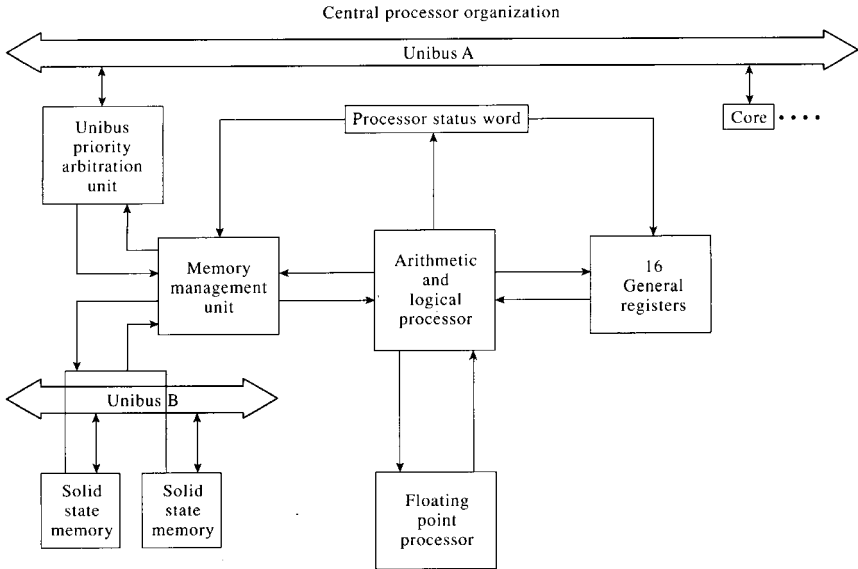 Central processor organization
Unibus A
Unibus
priority
arbitration
unit
Processor status word
Core
Memory
management
unit
Arithmetic
and
logical
processor
16
General
registers
Unibus B
Solid
state
memory
Solid
state
memory
Floating
point
processor